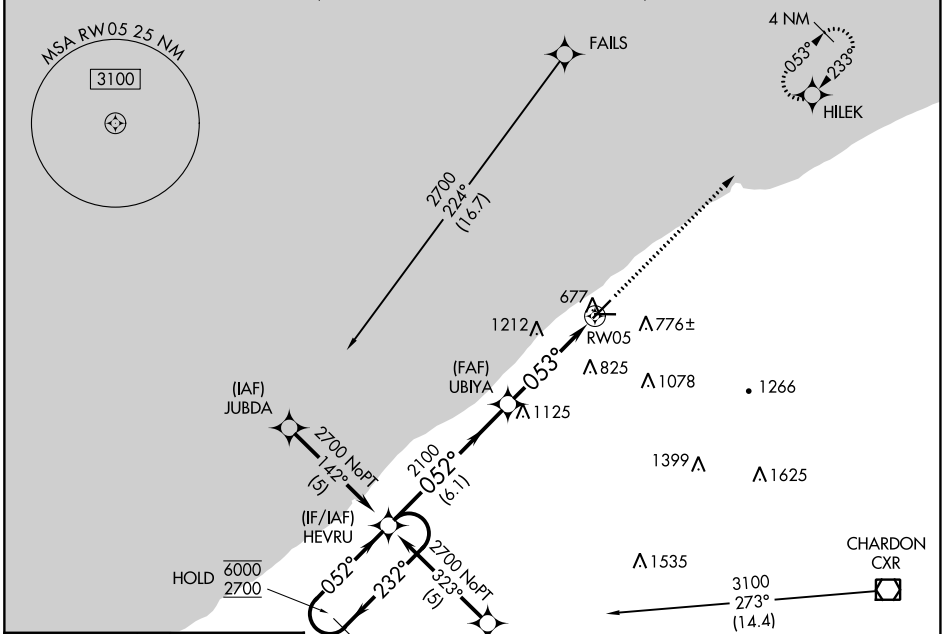 MSA RW05 25 NM
3100
FAILS
4 NM
053°
233°
HILEK
2700
224°
(16.7)
677
1212
RW05
776±
(FAF)
UBIYA
053°
825
1078
1266
1125
(IAF)
JUBDA
2700 NoPT
142°
(5)
2100
052°
(6.1)
1399
1625
(IF/IAF)
HEVRU
HOLD 6000
2700
052°
232°
2700 NoPT
323°
(5)
1535
CHARDON
CXR
3100
273°
(14.4)